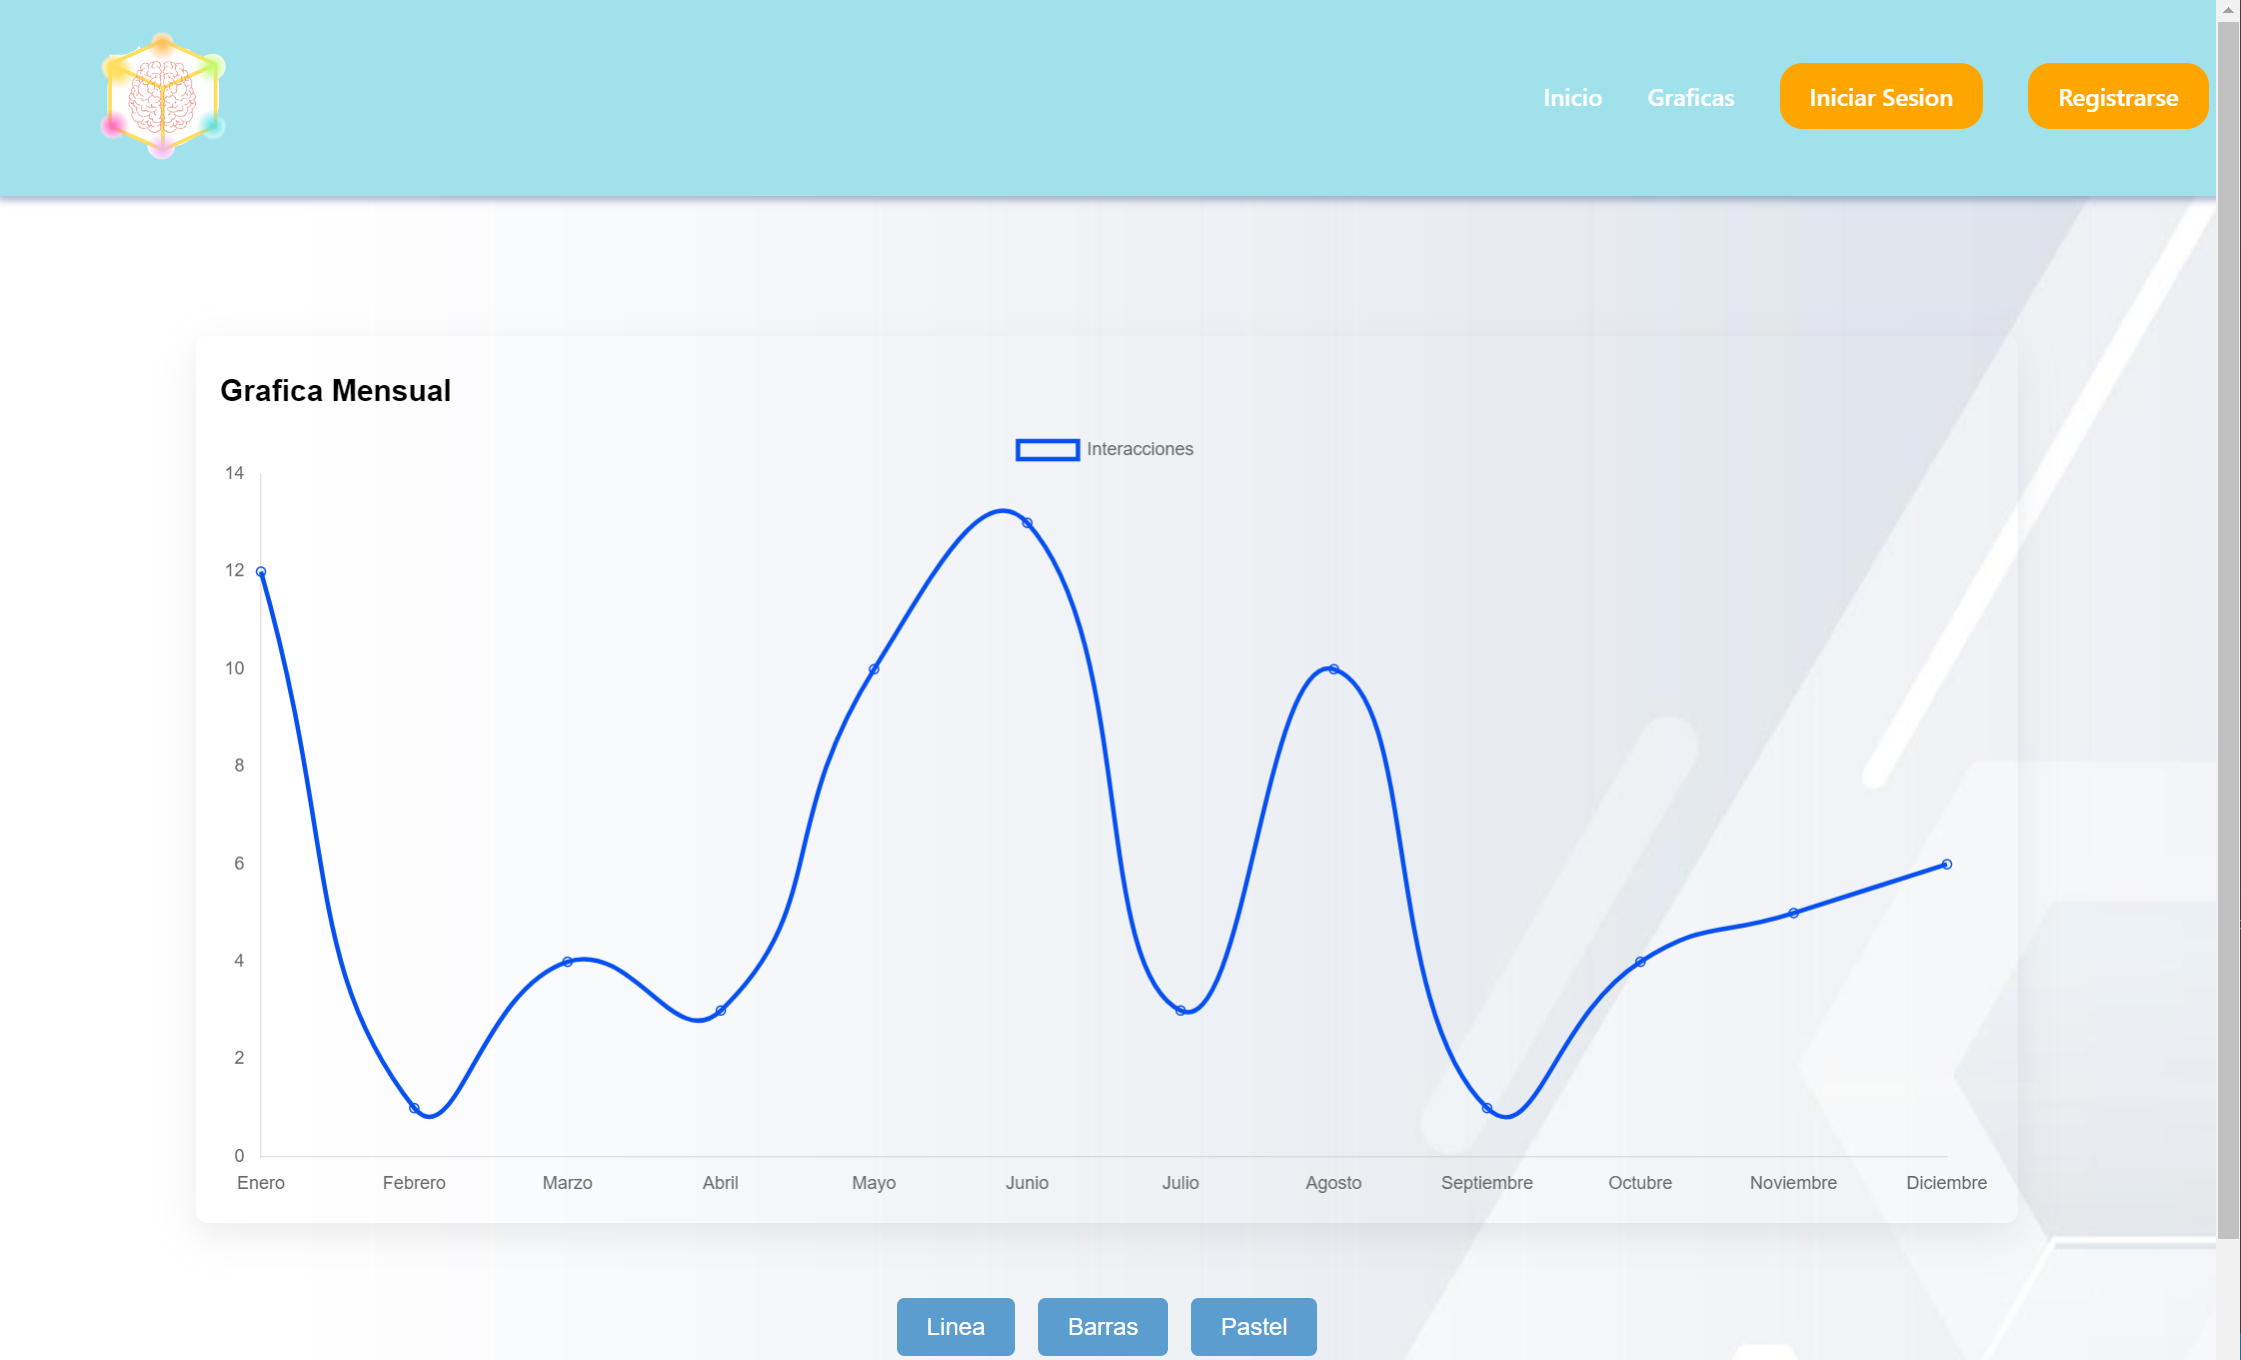 Inicio Graficas Iniciar Sesion Registrarse
Grafica Mensual
Interacciones
14
12
10
8
6
4
2
0
Enero Febrero Marzo Abril Mayo Junio Julio Agosto Septiembre Octubre Noviembre Diciembre
Linea Barras Pastel